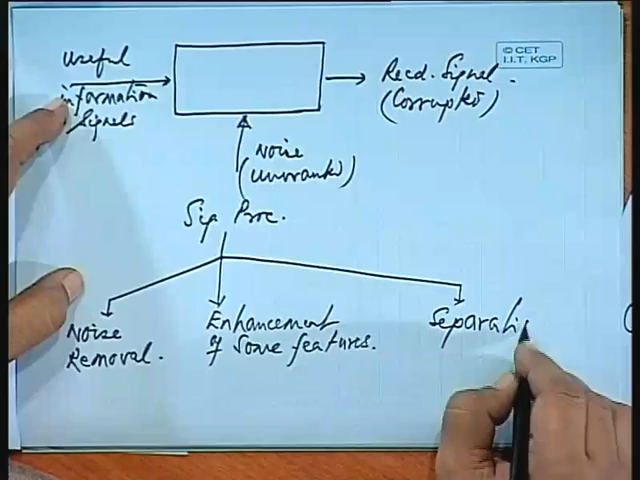 Useful
information
Signals
Recd. Signal.
(Corrupted)
© CET
I.I.T. KGP
Noise
(Unwanted)
Sig Proc.
Noise
Removal.
Enhancement
of Some features.
Separati